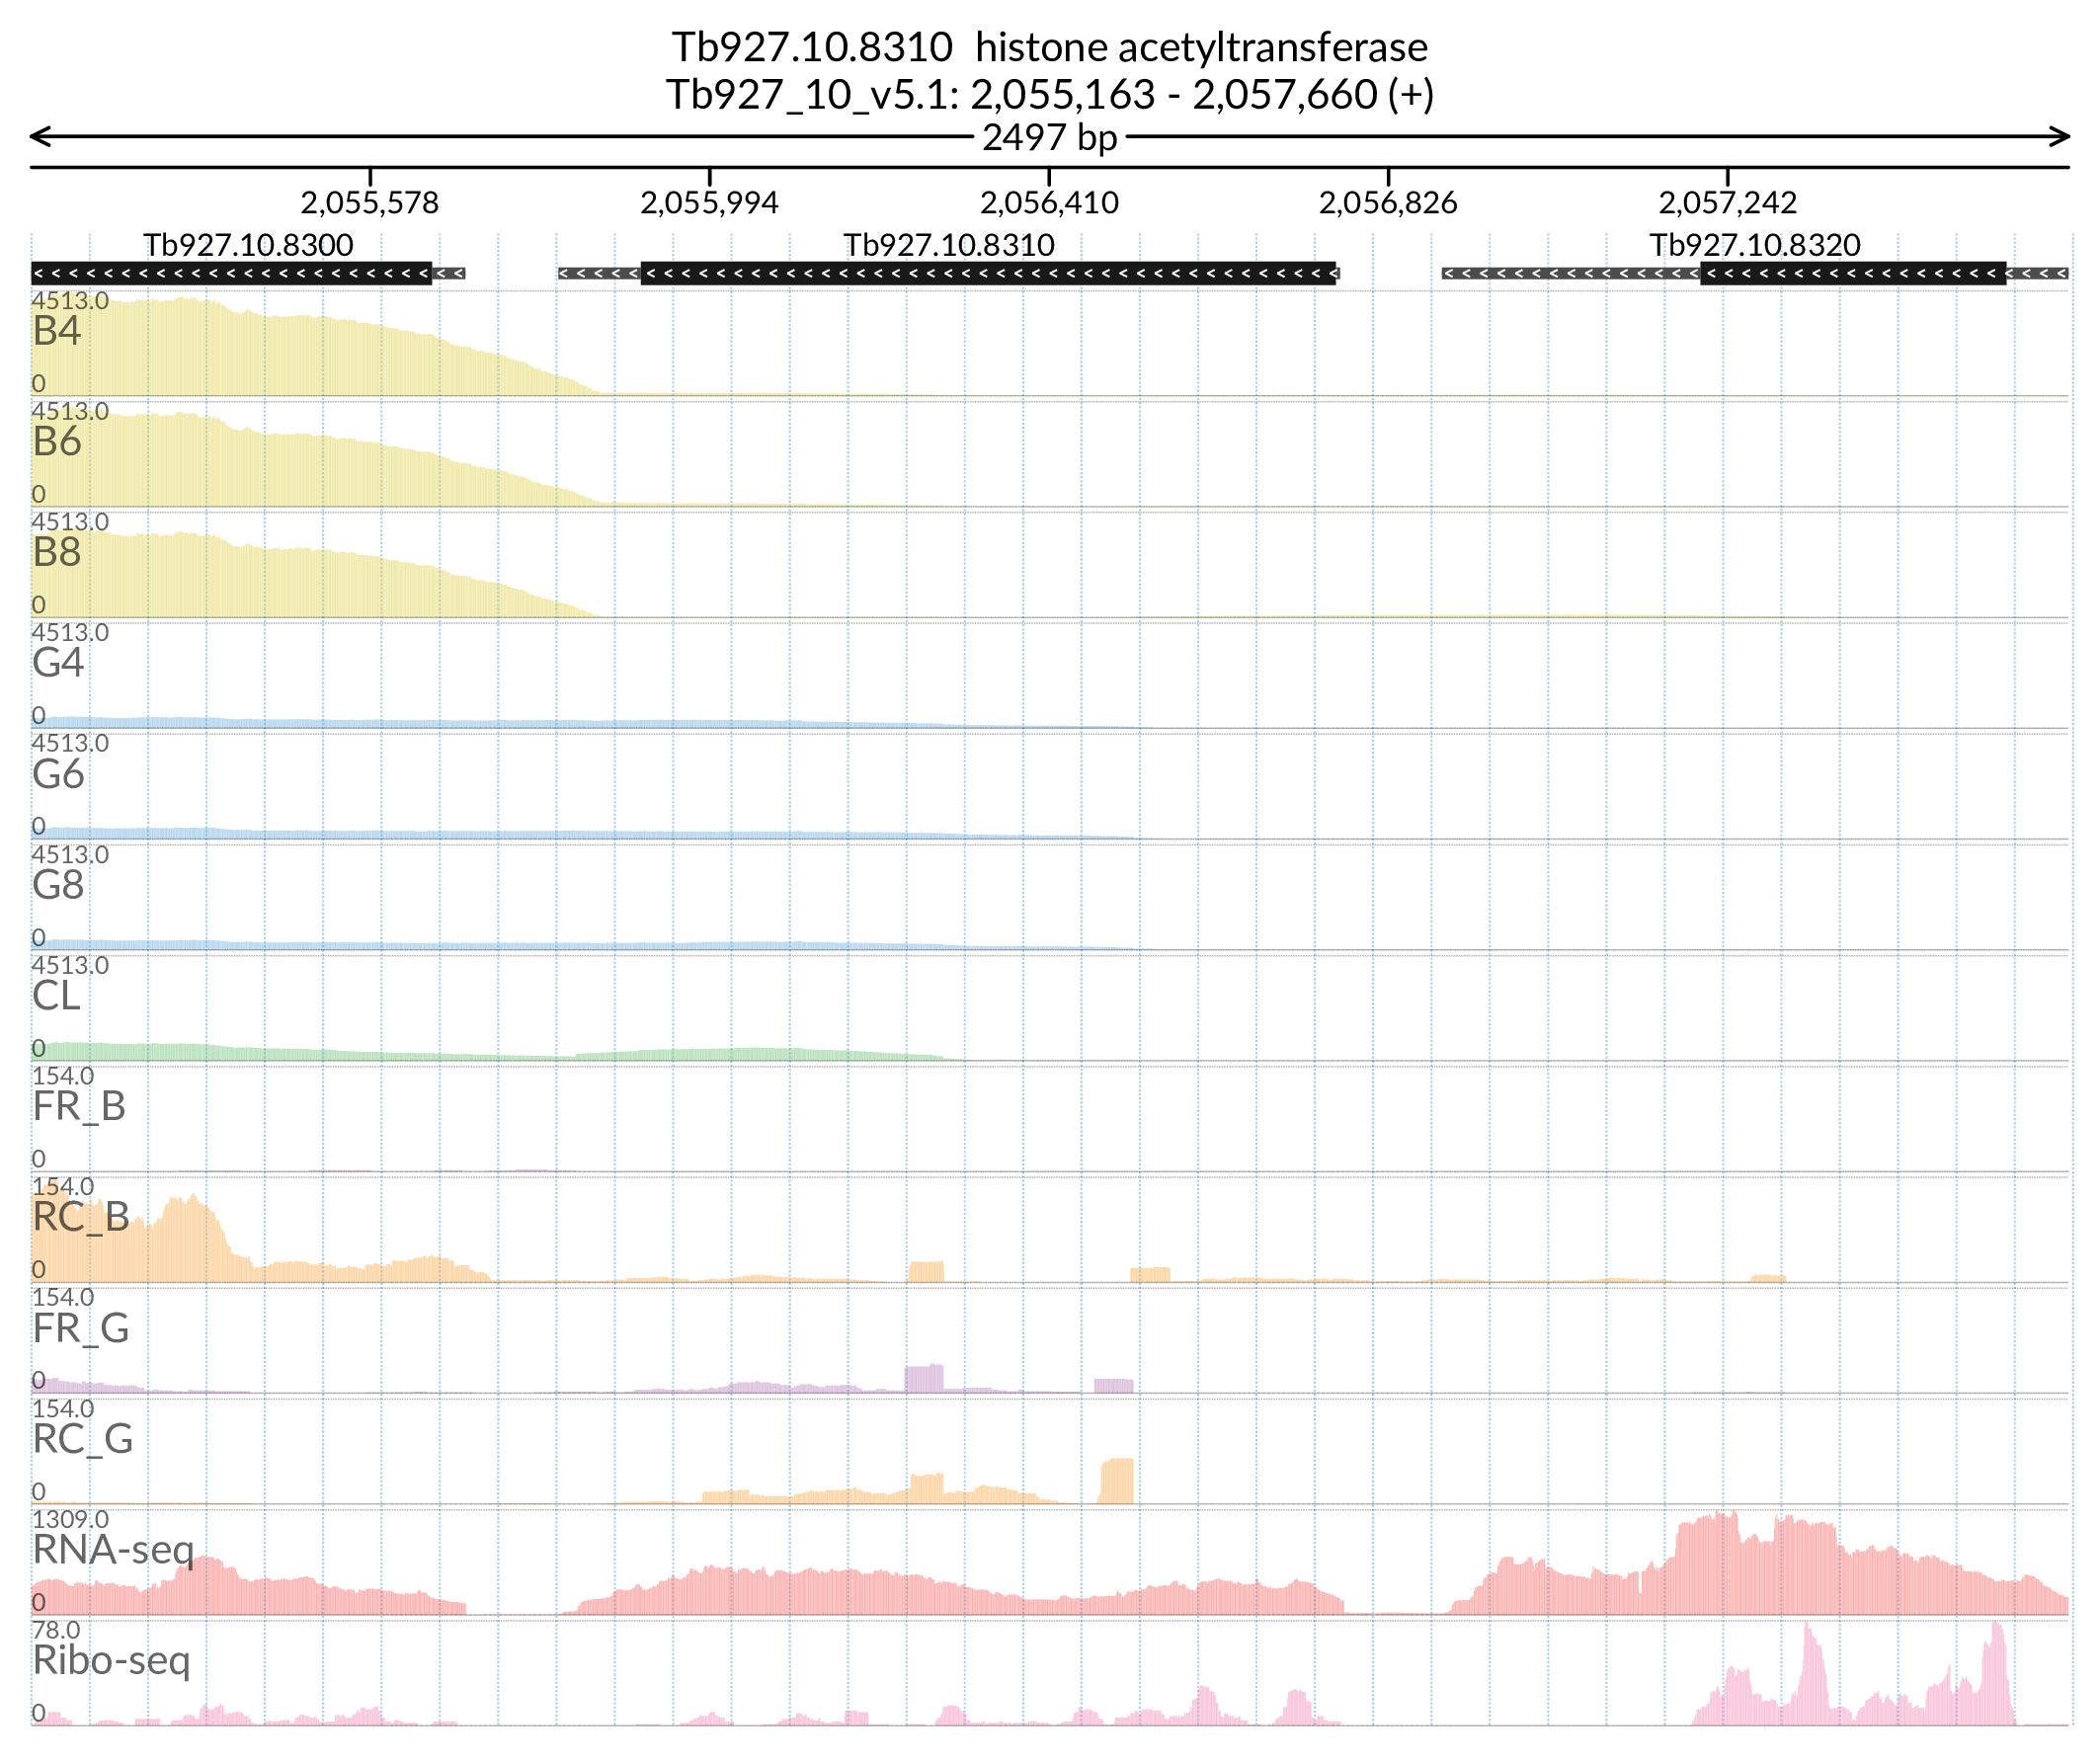 Tb927.10.8310 histone acetyltransferase
Tb927_10_v5.1: 2,055,163 - 2,057,660 (+)
2497 bp
2,055,578 2,055,994 2,056,410 2,056,826 2,057,242
Tb927.10.8300 Tb927.10.8310 Tb927.10.8320
4513.0
B4
0
4513.0
B6
0
4513.0
B8
0
4513.0
G4
0
4513.0
G6
0
4513.0
G8
0
4513.0
CL
0
154.0
FR_B
0
154.0
RC_B
0
154.0
FR_G
0
154.0
RC_G
0
1309.0
RNA-seq
0
78.0
Ribo-seq
0